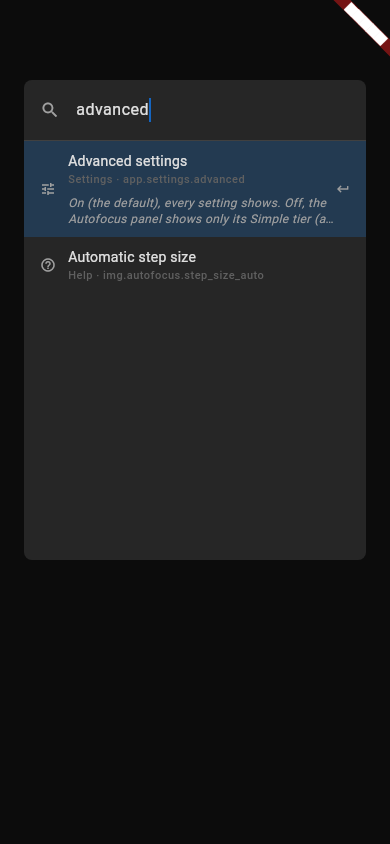 advanced
Advanced settings
Settings · app.settings.advanced
On (the default), every setting shows. Off, the
Autofocus panel shows only its Simple tier (a…
Automatic step size
Help · img.autofocus.step_size_auto